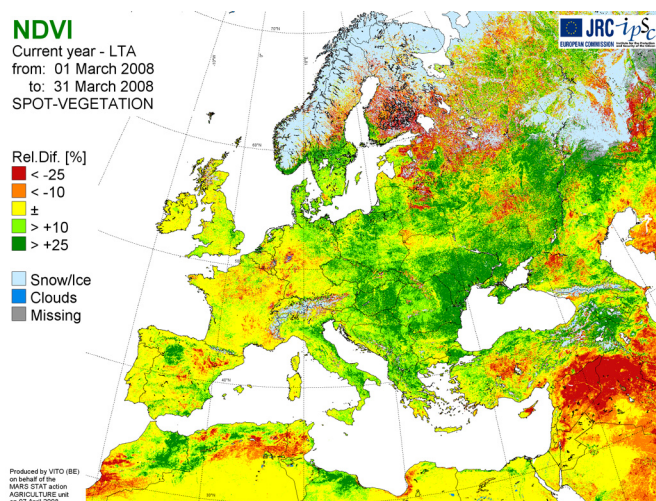 NDVI
Current year - LTA
from: 01 March 2008
to: 31 March 2008
SPOT-VEGETATION
JRC ipsc
EUROPEAN COMMISSION
Rel.Dif. [%]
< -25
< -10
±
> +10
> +25
Snow/Ice
Clouds
Missing
Produced by VITO (BE)
on behalf of the
MARS STAT action
AGRICULTURE unit